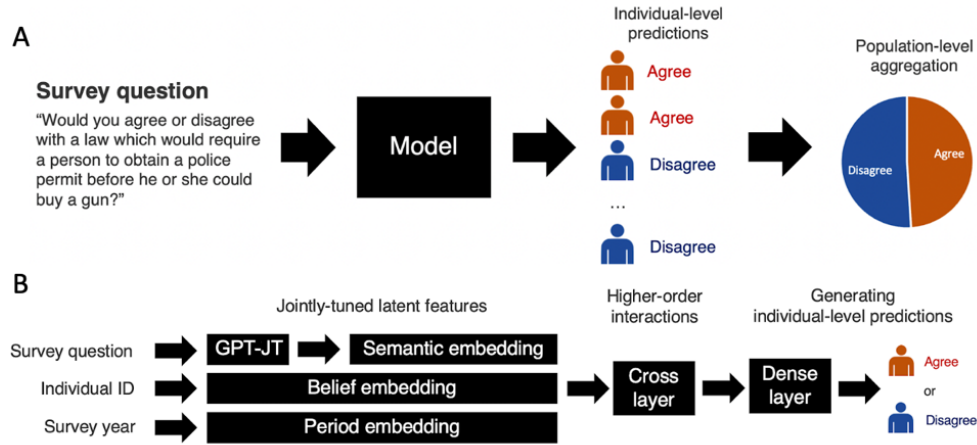 A
Survey question
“Would you agree or disagree
with a law which would require
a person to obtain a police
permit before he or she could
buy a gun?”
Model
Individual-level
predictions
Agree
Agree
Disagree
...
Disagree
Population-level
aggregation
Disagree
Agree
B
Jointly-tuned latent features
Higher-order
interactions
Generating
individual-level predictions
Survey question
GPT-JT
Semantic embedding
Individual ID
Belief embedding
Survey year
Period embedding
Cross
layer
Dense
layer
Agree
or
Disagree